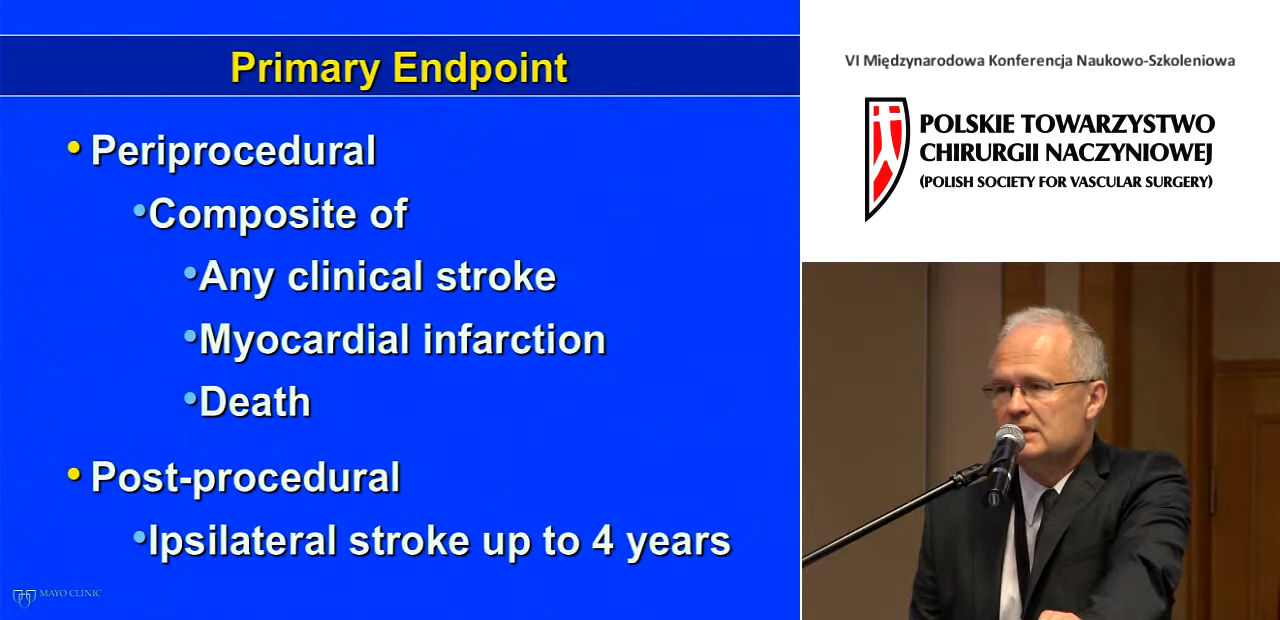 Primary Endpoint
• Periprocedural
•Composite of
•Any clinical stroke
•Myocardial infarction
•Death
• Post-procedural
•Ipsilateral stroke up to 4 years
MAYO CLINIC
VI Międzynarodowa Konferencja Naukowo-Szkoleniowa
POLSKIE TOWARZYSTWO
CHIRURGII NACZYNIOWEJ
(POLISH SOCIETY FOR VASCULAR SURGERY)